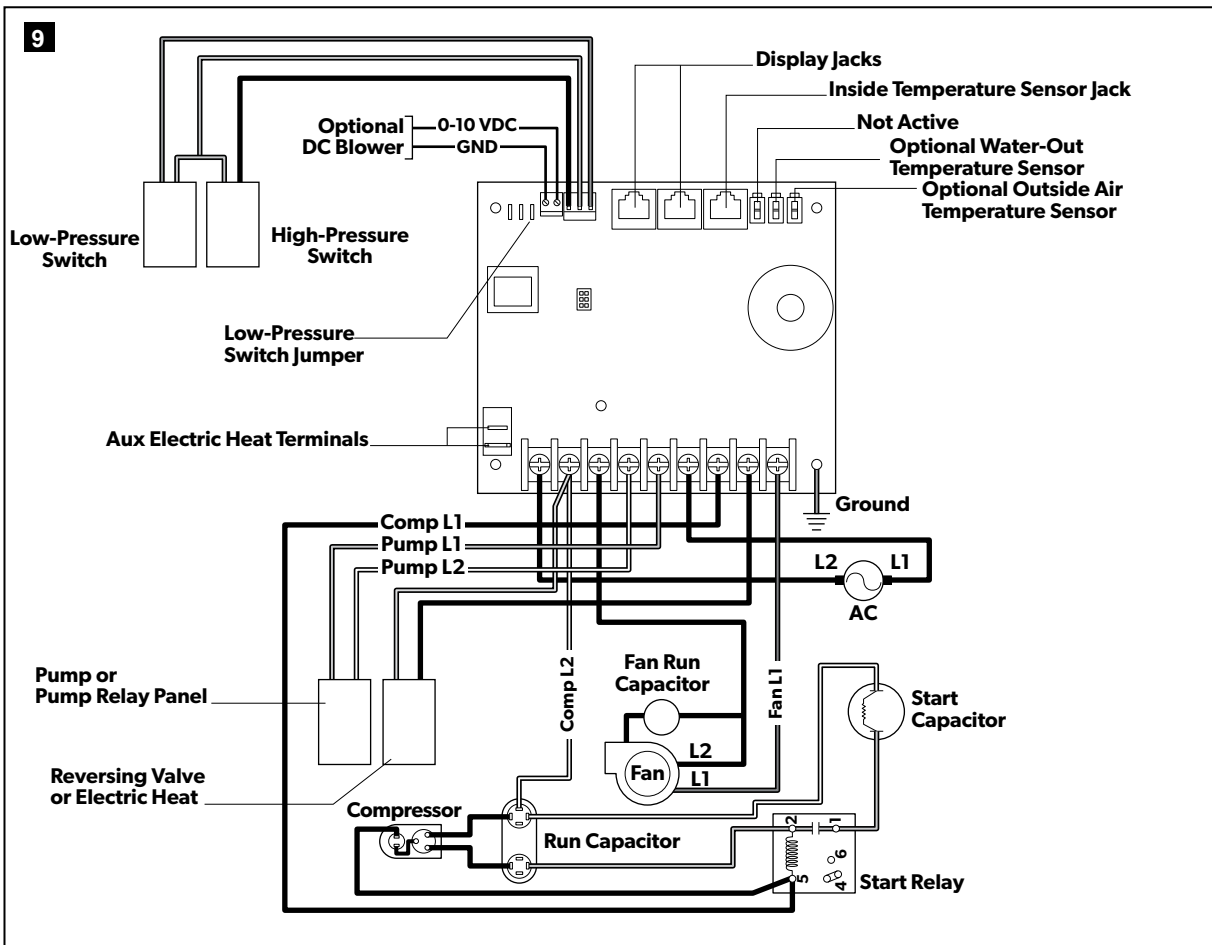 9
Display Jacks
Inside Temperature Sensor Jack
Optional
DC Blower
0-10 VDC
GND
Not Active
Optional Water-Out
Temperature Sensor
Optional Outside Air
Temperature Sensor
Low-Pressure
Switch
High-Pressure
Switch
Low-Pressure
Switch Jumper
Aux Electric Heat Terminals
Ground
Comp L1
Pump L1
Pump L2
L2
L1
AC
Pump or
Pump Relay Panel
Comp L2
Fan Run
Capacitor
Fan L1
Start
Capacitor
L2
L1
Fan
Reversing Valve
or Electric Heat
Compressor
Run Capacitor
2
1
6
5
4
Start Relay